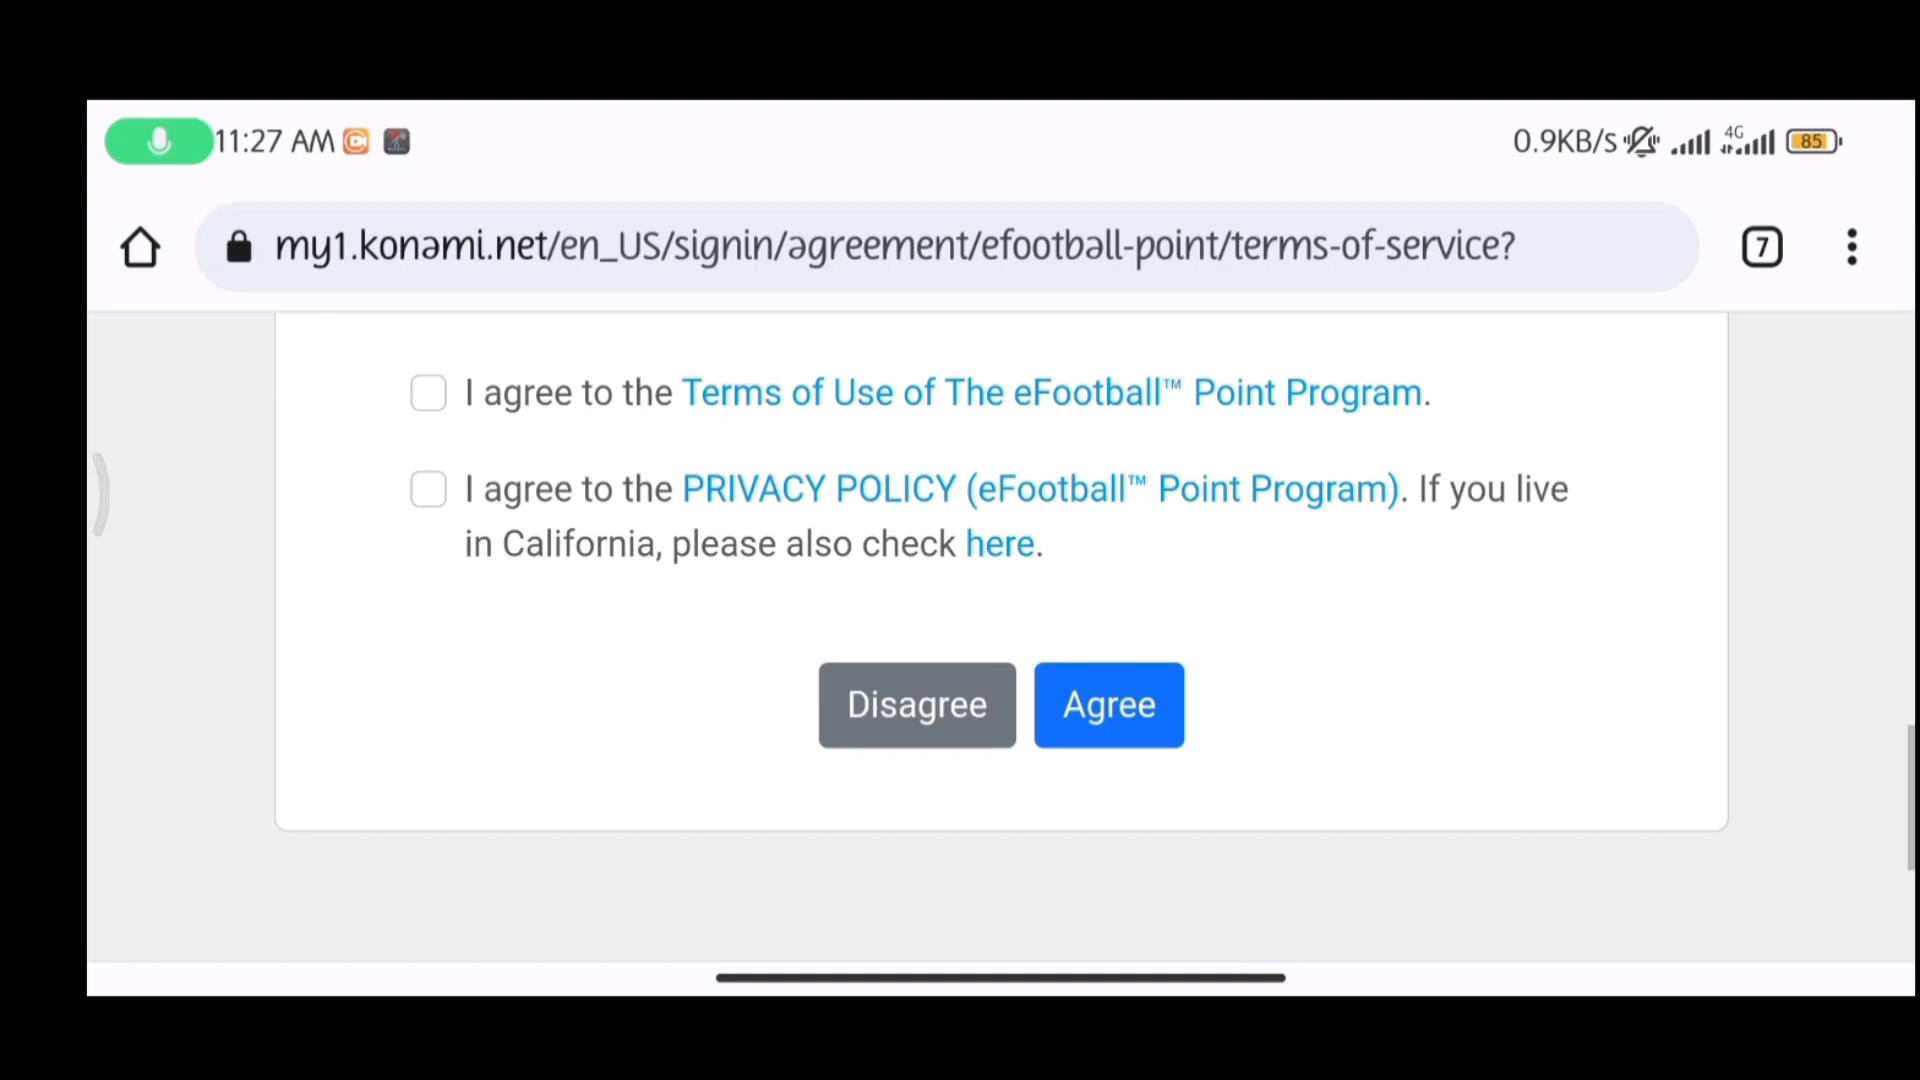 11:27 AM
0.9KB/s 4G 85
my1.konami.net/en_US/signin/agreement/efootball-point/terms-of-service?
7
I agree to the Terms of Use of The eFootball™ Point Program.
I agree to the PRIVACY POLICY (eFootball™ Point Program). If you live
in California, please also check here.
Disagree Agree